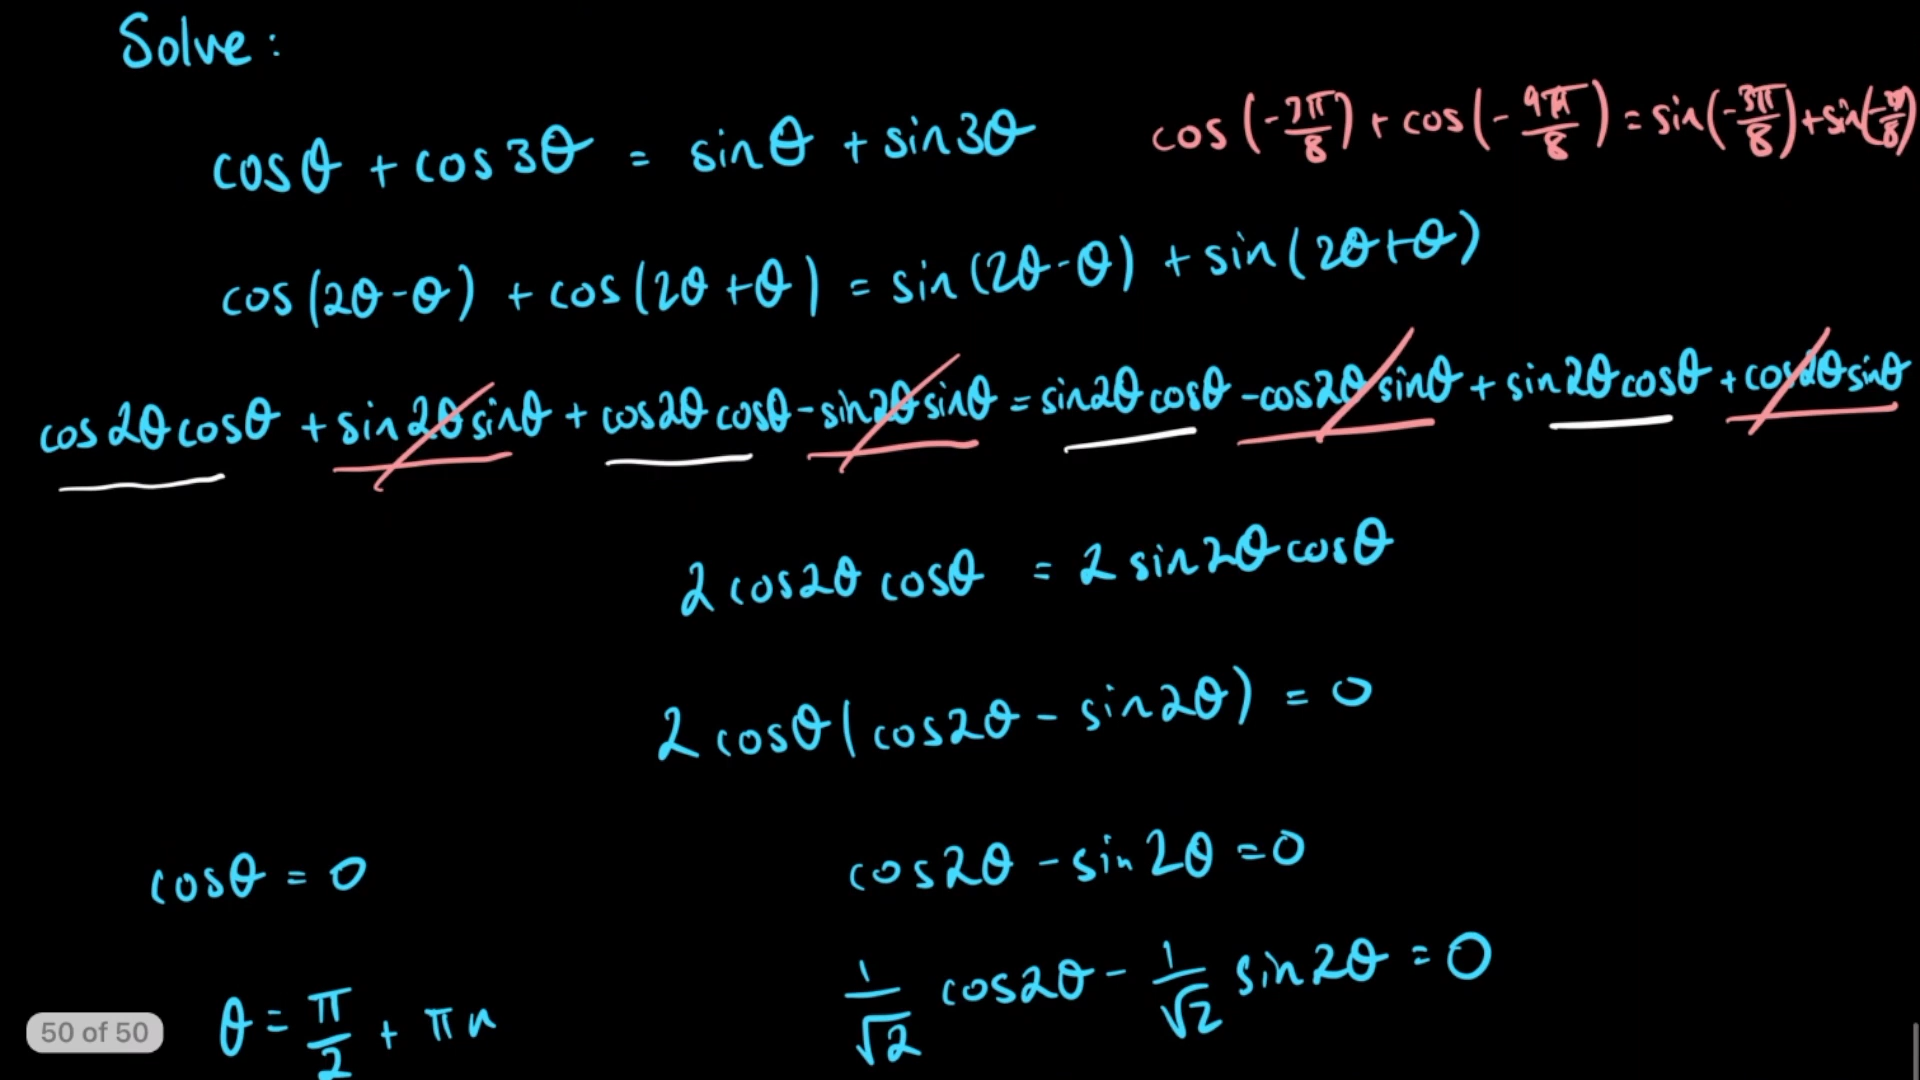 Solve:
cosθ + cos3θ = sinθ + sin3θ
cos(-3π/8) + cos(-9π/8) = sin(-3π/8) + sin(-9π/8)
cos(2θ-θ) + cos(2θ+θ) = sin(2θ-θ) + sin(2θ+θ)
cos2θcosθ + sin2θsinθ + cos2θcosθ - sin2θsinθ = sin2θcosθ - cos2θsinθ + sin2θcosθ + cos2θsinθ
2cos2θcosθ = 2sin2θcosθ
2cosθ(cos2θ - sin2θ) = 0
cosθ = 0
cos2θ - sin2θ = 0
θ = π/2 + πn
1/√2 cos2θ - 1/√2 sin2θ = 0
50 of 50